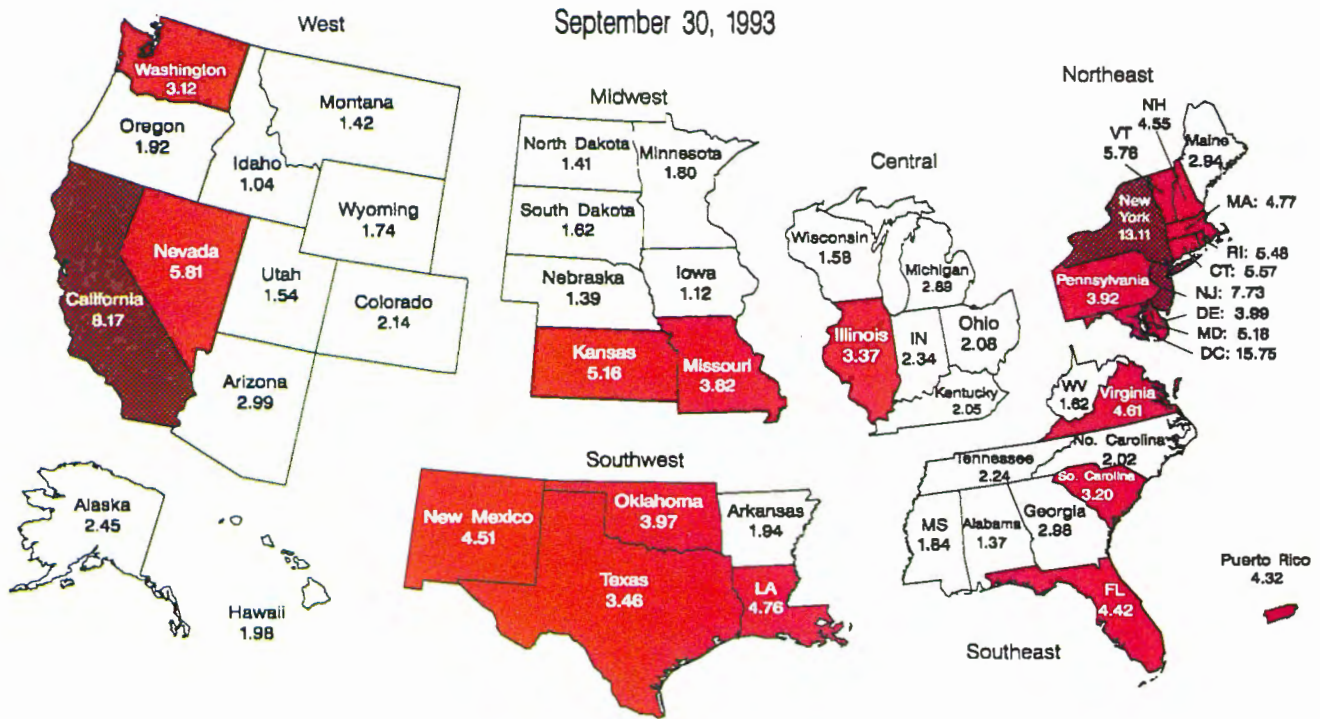 September 30, 1993
West
Washington
3.12
Montana
1.42
Oregon
1.92
Idaho
1.04
Wyoming
1.74
Nevada
5.81
Utah
1.54
Colorado
2.14
California
8.17
Arizona
2.99
Alaska
2.45
Hawaii
1.98
Midwest
North Dakota
1.41
Minnesota
1.80
South Dakota
1.62
Nebraska
1.39
Iowa
1.12
Kansas
5.16
Missouri
3.82
Central
Wisconsin
1.58
Michigan
2.89
Illinois
3.37
IN
2.34
Ohio
2.08
Kentucky
2.05
Northeast
NH
4.55
VT
5.76
Maine
2.94
New
York
13.11
MA: 4.77
RI: 5.48
CT: 5.57
Pennsylvania
3.92
NJ: 7.73
DE: 3.99
MD: 5.18
DC: 15.75
Southwest
New Mexico
4.51
Oklahoma
3.97
Arkansas
1.94
Texas
3.46
LA
4.76
WV
1.62
Virginia
4.61
No. Carolina
2.02
Tennessee
2.24
So. Carolina
3.20
MS
1.84
Alabama
1.37
Georgia
2.98
FL
4.42
Puerto Rico
4.32
Southeast